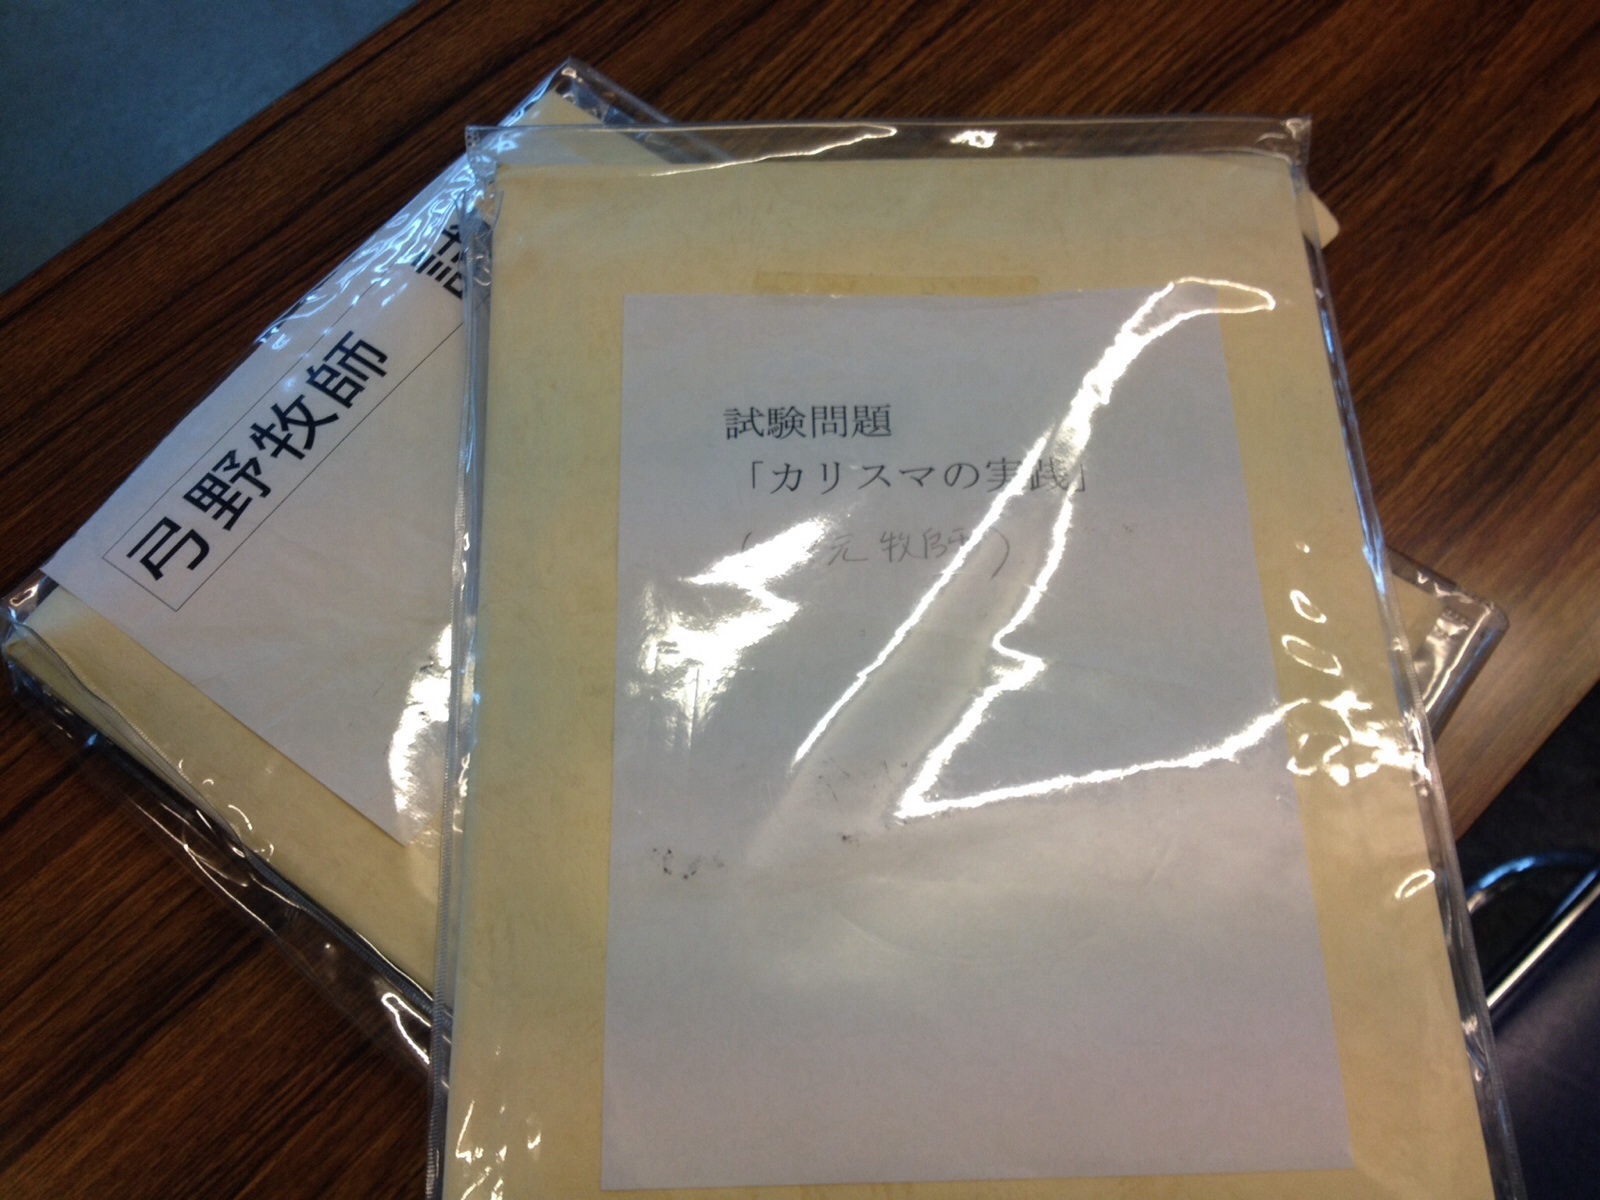 試験問題
「カリスマの実践」
元牧師)
弓野牧師